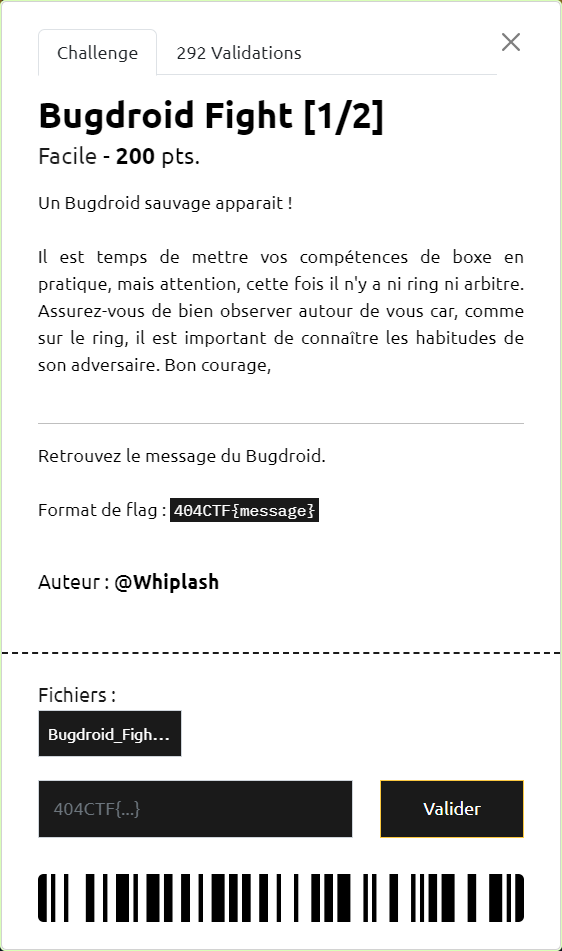 Challenge
292 Validations
Bugdroid Fight [1/2]
Facile - 200 pts.
Un Bugdroid sauvage apparait !
Il est temps de mettre vos compétences de boxe en
pratique, mais attention, cette fois il n'y a ni ring ni arbitre.
Assurez-vous de bien observer autour de vous car, comme
sur le ring, il est important de connaître les habitudes de
son adversaire. Bon courage,
Retrouvez le message du Bugdroid.
Format de flag : 404CTF{message}
Auteur : @Whiplash
Fichiers :
Bugdroid_Figh...
404CTF{...}
Valider